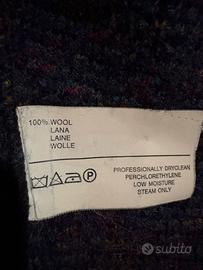 100% WOOL
LANA
LAINE
WOLLE
PROFESSIONALLY DRYCLEAN
PERCHLORETHYLENE
LOW MOISTURE
STEAM ONLY
P
subito